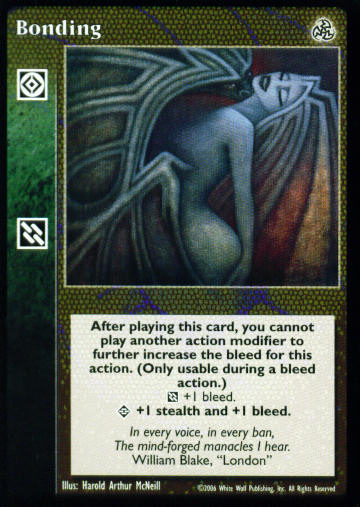 Bonding
After playing this card, you cannot
play another action modifier to
further increase the bleed for this
action. (Only usable during a bleed
action.)
+1 bleed.
+1 stealth and +1 bleed.
In every voice, in every ban,
The mind-forged manacles I hear.
William Blake, "London"
Illus: Harold Arthur McNeill
©2006 White Wolf Publishing, Inc. All Rights Reserved